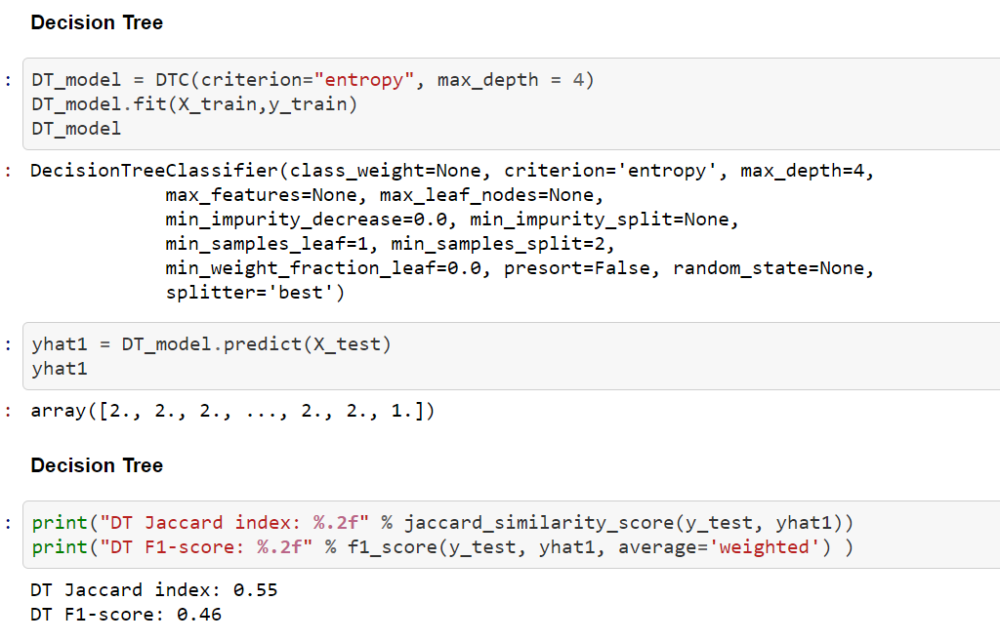 Decision Tree
: DT_model = DTC(criterion="entropy", max_depth = 4)
DT_model.fit(X_train,y_train)
DT_model
: DecisionTreeClassifier(class_weight=None, criterion='entropy', max_depth=4,
max_features=None, max_leaf_nodes=None,
min_impurity_decrease=0.0, min_impurity_split=None,
min_samples_leaf=1, min_samples_split=2,
min_weight_fraction_leaf=0.0, presort=False, random_state=None,
splitter='best')
: yhat1 = DT_model.predict(X_test)
yhat1
: array([2., 2., 2., ..., 2., 2., 1.])
Decision Tree
: print("DT Jaccard index: %.2f" % jaccard_similarity_score(y_test, yhat1))
print("DT F1-score: %.2f" % f1_score(y_test, yhat1, average='weighted') )
DT Jaccard index: 0.55
DT F1-score: 0.46